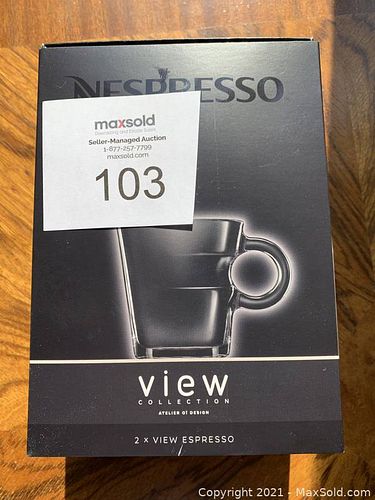 NESPRESSO
maxsold
Downsizing and Estate Sales
Seller-Managed Auction
1-877-257-7799
maxsold.com
103
view
COLLECTION
ATELIER OÏ DESIGN
2 x VIEW ESPRESSO
Copyright 2021 - MaxSold.com